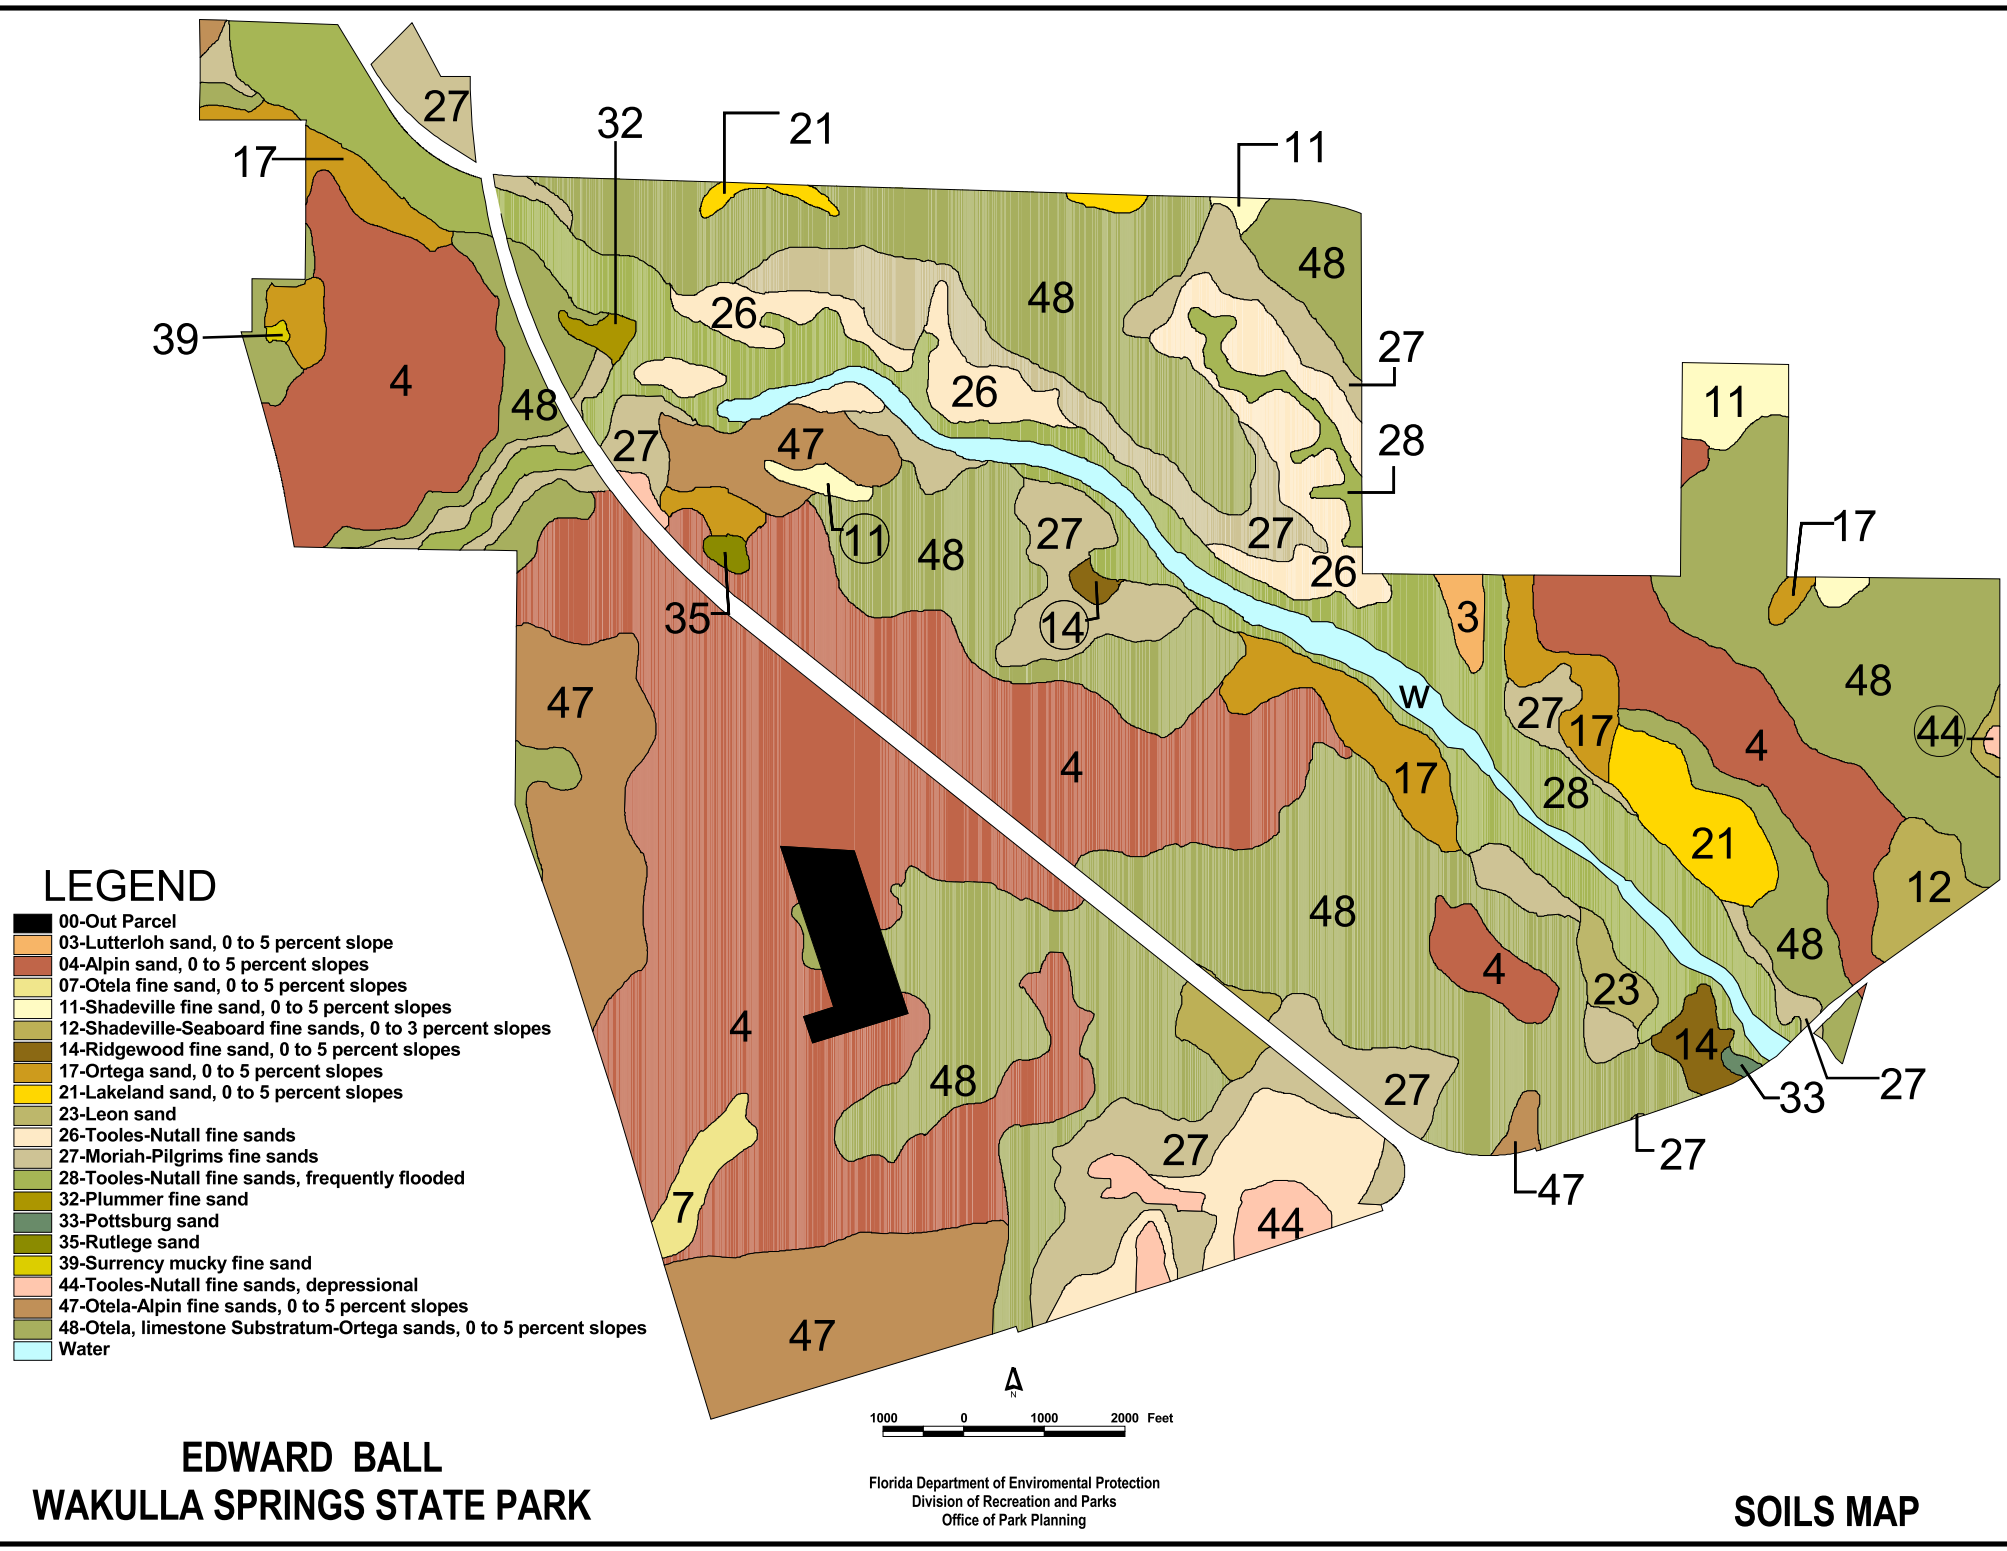 27
32
21
11
17
48
48
26
39
27
4
26
11
48
28
27
47
17
27
27
11
48
26
3
35
14
48
47
W
27
17
44
4
4
17
28
21
48
12
LEGEND
00-Out Parcel
03-Lutterloh sand, 0 to 5 percent slope
04-Alpin sand, 0 to 5 percent slopes
07-Otela fine sand, 0 to 5 percent slopes
11-Shadeville fine sand, 0 to 5 percent slopes
12-Shadeville-Seaboard fine sands, 0 to 3 percent slopes
14-Ridgewood fine sand, 0 to 5 percent slopes
17-Ortega sand, 0 to 5 percent slopes
21-Lakeland sand, 0 to 5 percent slopes
23-Leon sand
26-Tooles-Nutall fine sands
27-Moriah-Pilgrims fine sands
28-Tooles-Nutall fine sands, frequently flooded
32-Plummer fine sand
33-Pottsburg sand
35-Rutlege sand
39-Surrency mucky fine sand
44-Tooles-Nutall fine sands, depressional
47-Otela-Alpin fine sands, 0 to 5 percent slopes
48-Otela, limestone Substratum-Ortega sands, 0 to 5 percent slopes
Water
48
48
4
23
4
14
48
27
33
27
27
27
47
7
44
47
N
1000 0 1000 2000 Feet
EDWARD BALL
WAKULLA SPRINGS STATE PARK
Florida Department of Enviromental Protection
Division of Recreation and Parks
Office of Park Planning
SOILS MAP